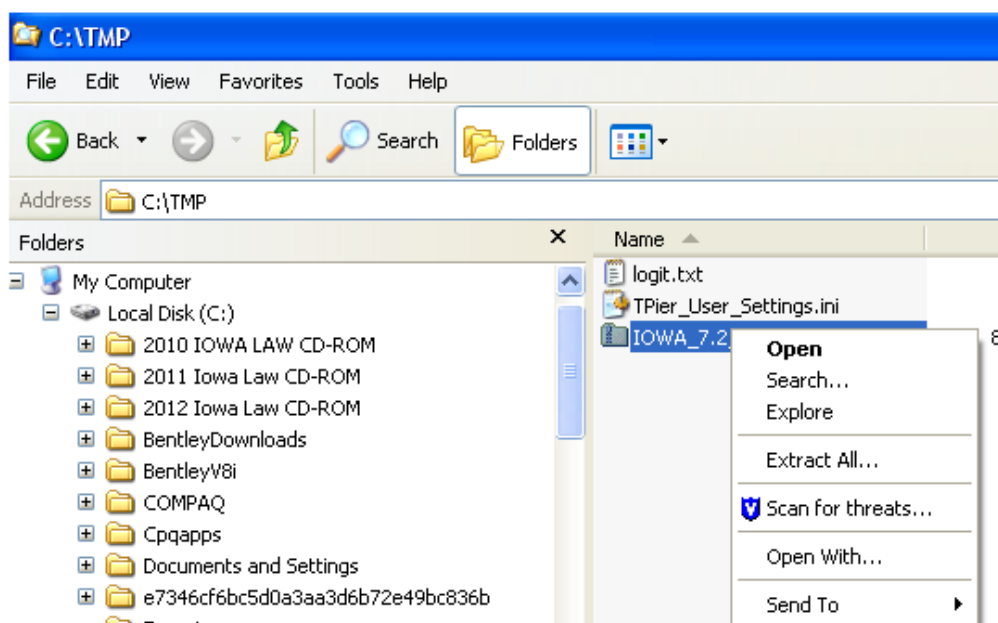 C:\TMP
File Edit View Favorites Tools Help
Back Search Folders
Address C:\TMP
Folders
My Computer
Local Disk (C:)
2010 IOWA LAW CD-ROM
2011 Iowa Law CD-ROM
2012 Iowa Law CD-ROM
BentleyDownloads
BentleyV8i
COMPAQ
Cpqapps
Documents and Settings
e7346cf6bc5d0a3aa3d6b72e49bc836b
Name
logit.txt
TPier_User_Settings.ini
IOWA_7.2_
Open
Search...
Explore
Extract All...
Scan for threats...
Open With...
Send To